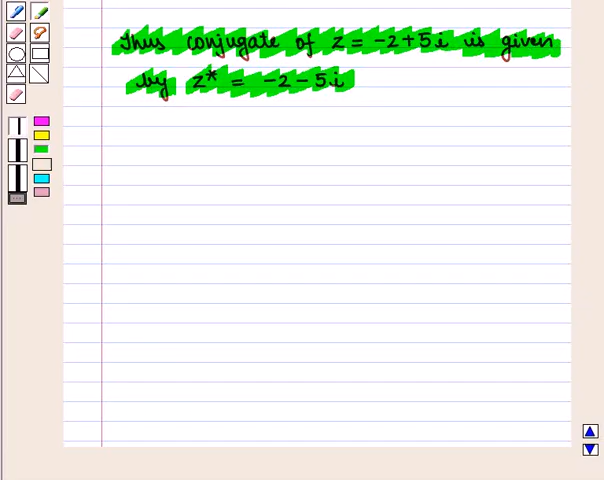 Thus conjugate of z = -2+5i is given
by z* = -2-5i